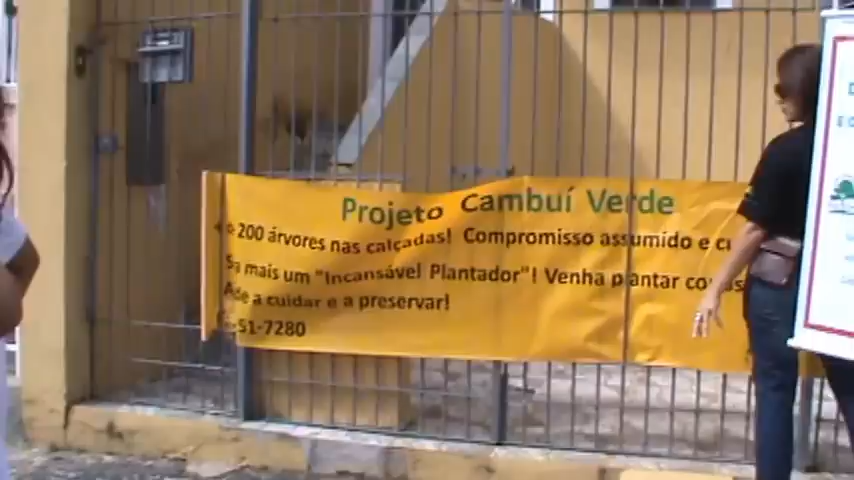 Projeto Cambuí Verde
200 árvores nas calçadas! Compromisso assumido e
mais um "Incansável Plantador"! Venha plantar
a cuidar e a preservar!
51-7280